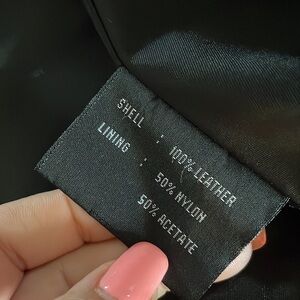 SHELL : 100% LEATHER
LINING : 50% NYLON
50% ACETATE